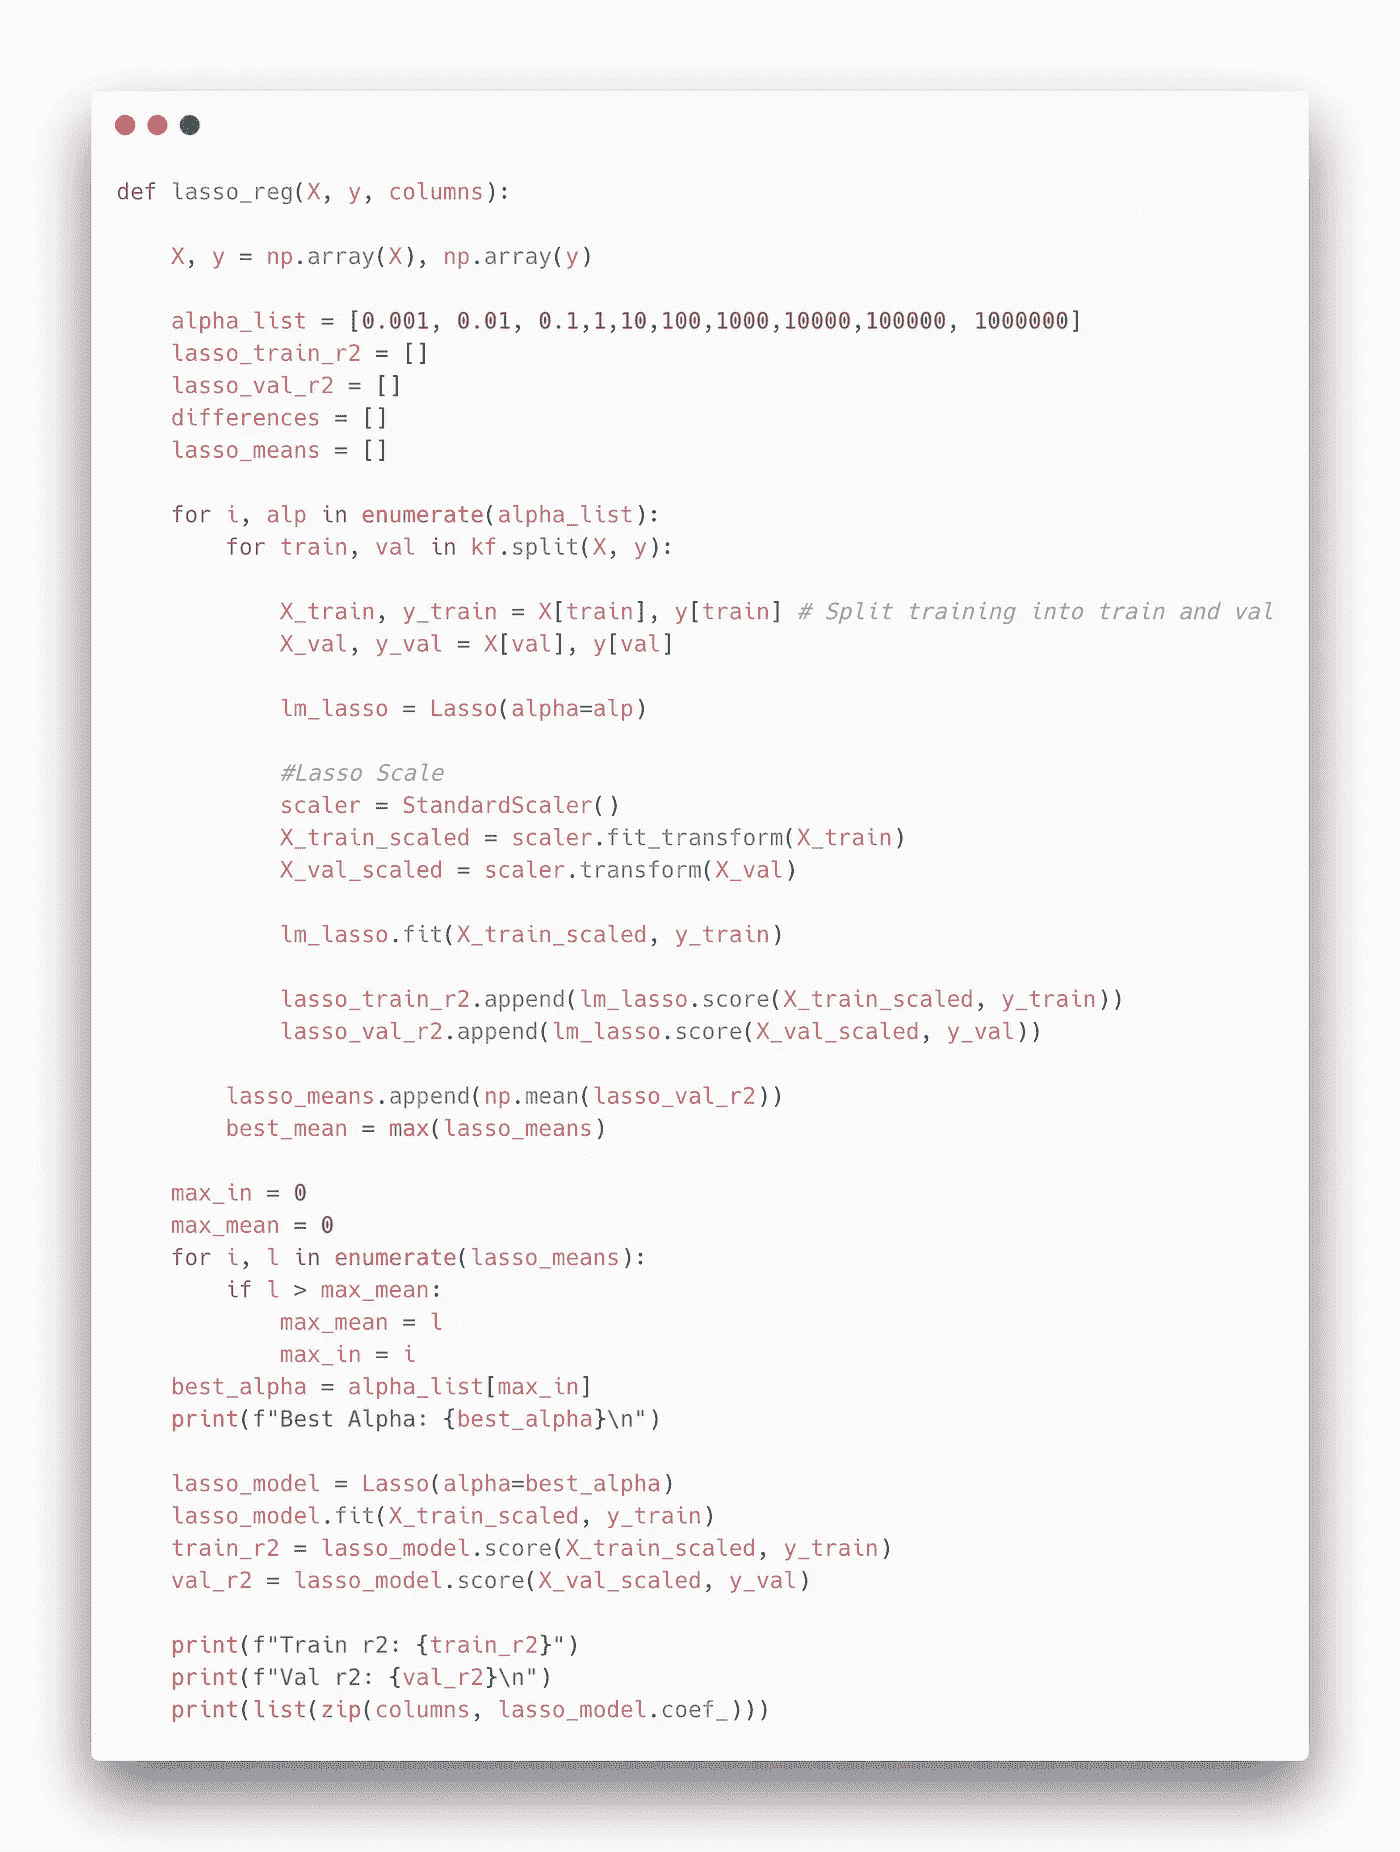 def lasso_reg(X, y, columns):
    X, y = np.array(X), np.array(y)
    alpha_list = [0.001, 0.01, 0.1,1,10,100,1000,10000,100000, 1000000]
    lasso_train_r2 = []
    lasso_val_r2 = []
    differences = []
    lasso_means = []
    for i, alp in enumerate(alpha_list):
        for train, val in kf.split(X, y):
            X_train, y_train = X[train], y[train] # Split training into train and val
            X_val, y_val = X[val], y[val]
            lm_lasso = Lasso(alpha=alp)
            #Lasso Scale
            scaler = StandardScaler()
            X_train_scaled = scaler.fit_transform(X_train)
            X_val_scaled = scaler.transform(X_val)
            lm_lasso.fit(X_train_scaled, y_train)
            lasso_train_r2.append(lm_lasso.score(X_train_scaled, y_train))
            lasso_val_r2.append(lm_lasso.score(X_val_scaled, y_val))
        lasso_means.append(np.mean(lasso_val_r2))
        best_mean = max(lasso_means)
    max_in = 0
    max_mean = 0
    for i, l in enumerate(lasso_means):
        if l > max_mean:
            max_mean = l
            max_in = i
    best_alpha = alpha_list[max_in]
    print(f"Best Alpha: {best_alpha}\n")
    lasso_model = Lasso(alpha=best_alpha)
    lasso_model.fit(X_train_scaled, y_train)
    train_r2 = lasso_model.score(X_train_scaled, y_train)
    val_r2 = lasso_model.score(X_val_scaled, y_val)
    print(f"Train r2: {train_r2}")
    print(f"Val r2: {val_r2}\n")
    print(list(zip(columns, lasso_model.coef_)))